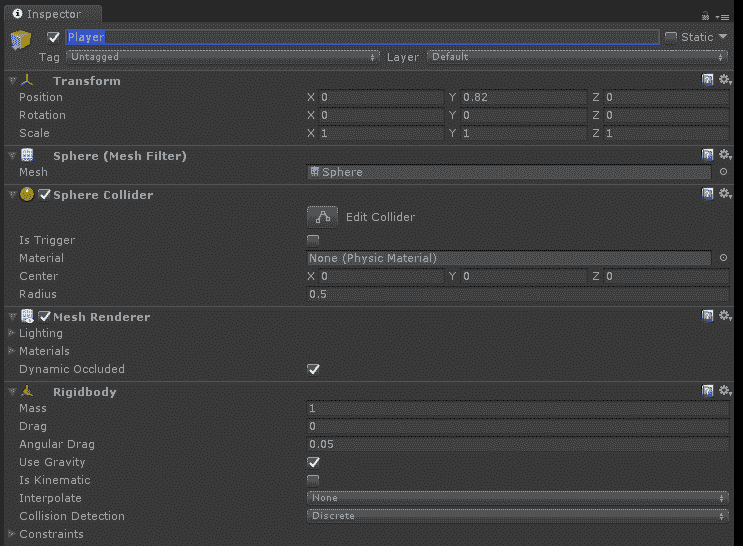 Inspector
Player Static
Tag Untagged Layer Default
Transform
Position X 0 Y 0.82 Z 0
Rotation X 0 Y 0 Z 0
Scale X 1 Y 1 Z 1
Sphere (Mesh Filter)
Mesh Sphere
Sphere Collider
Edit Collider
Is Trigger
Material None (Physic Material)
Center X 0 Y 0 Z 0
Radius 0.5
Mesh Renderer
Lighting
Materials
Dynamic Occluded
Rigidbody
Mass 1
Drag 0
Angular Drag 0.05
Use Gravity
Is Kinematic
Interpolate None
Collision Detection Discrete
Constraints